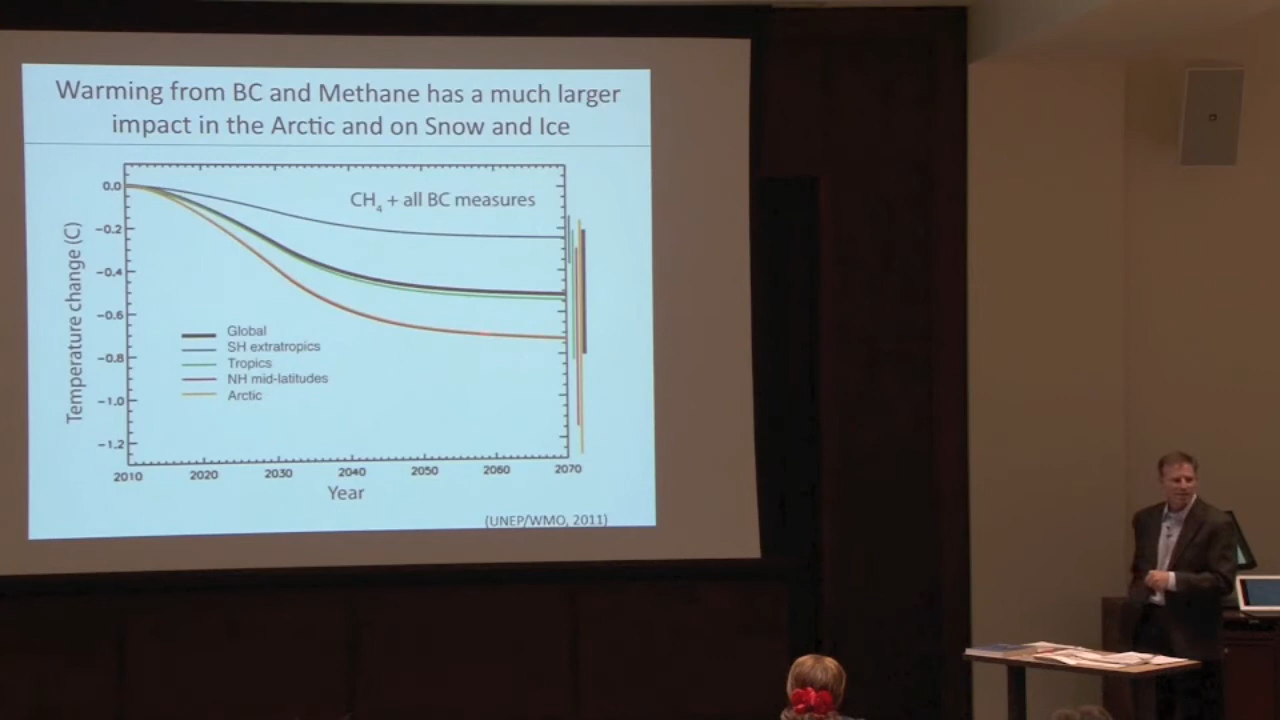 Warming from BC and Methane has a much larger
impact in the Arctic and on Snow and Ice
CH4 + all BC measures
Temperature change (C)
0.0
−0.2
−0.4
−0.6
−0.8
−1.0
−1.2
Global
SH extratropics
Tropics
NH mid-latitudes
Arctic
2010 2020 2030 2040 2050 2060 2070
Year
(UNEP/WMO, 2011)